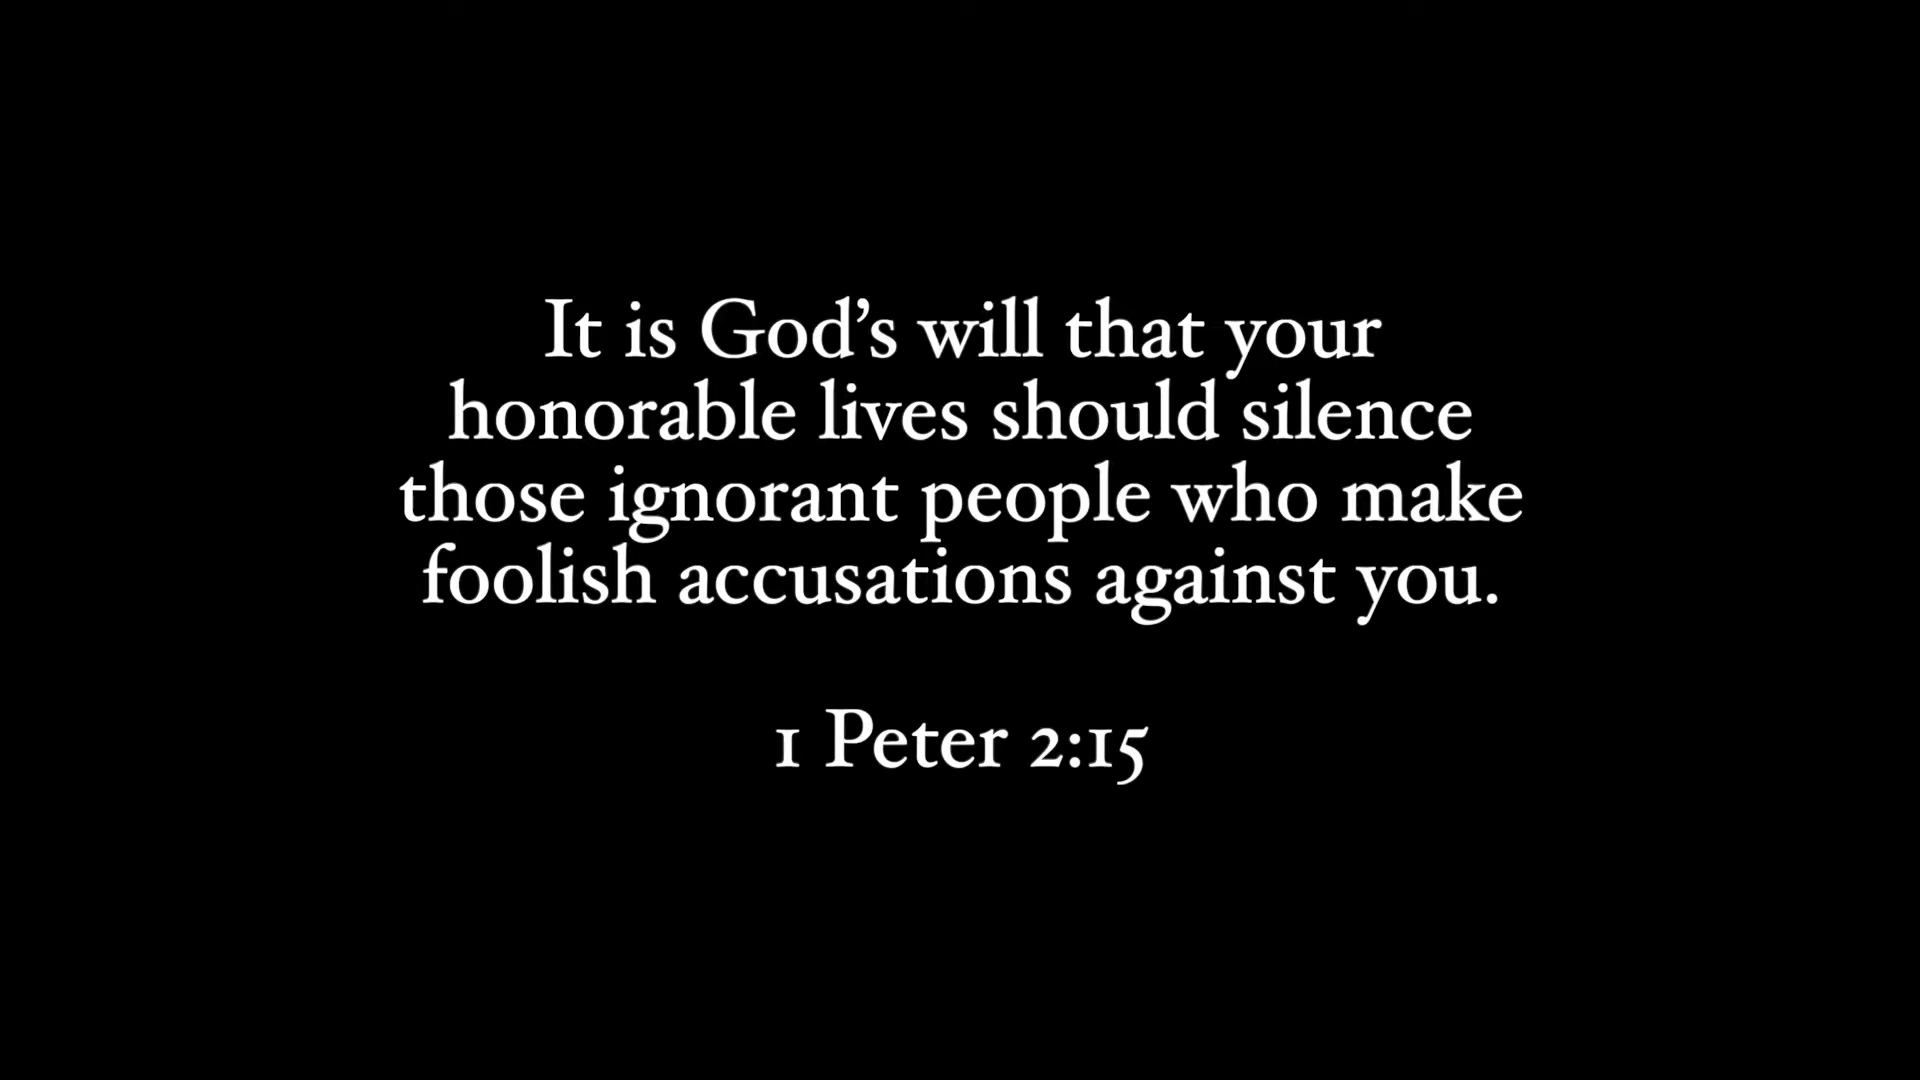 It is God’s will that your
honorable lives should silence
those ignorant people who make
foolish accusations against you.
1 Peter 2:15